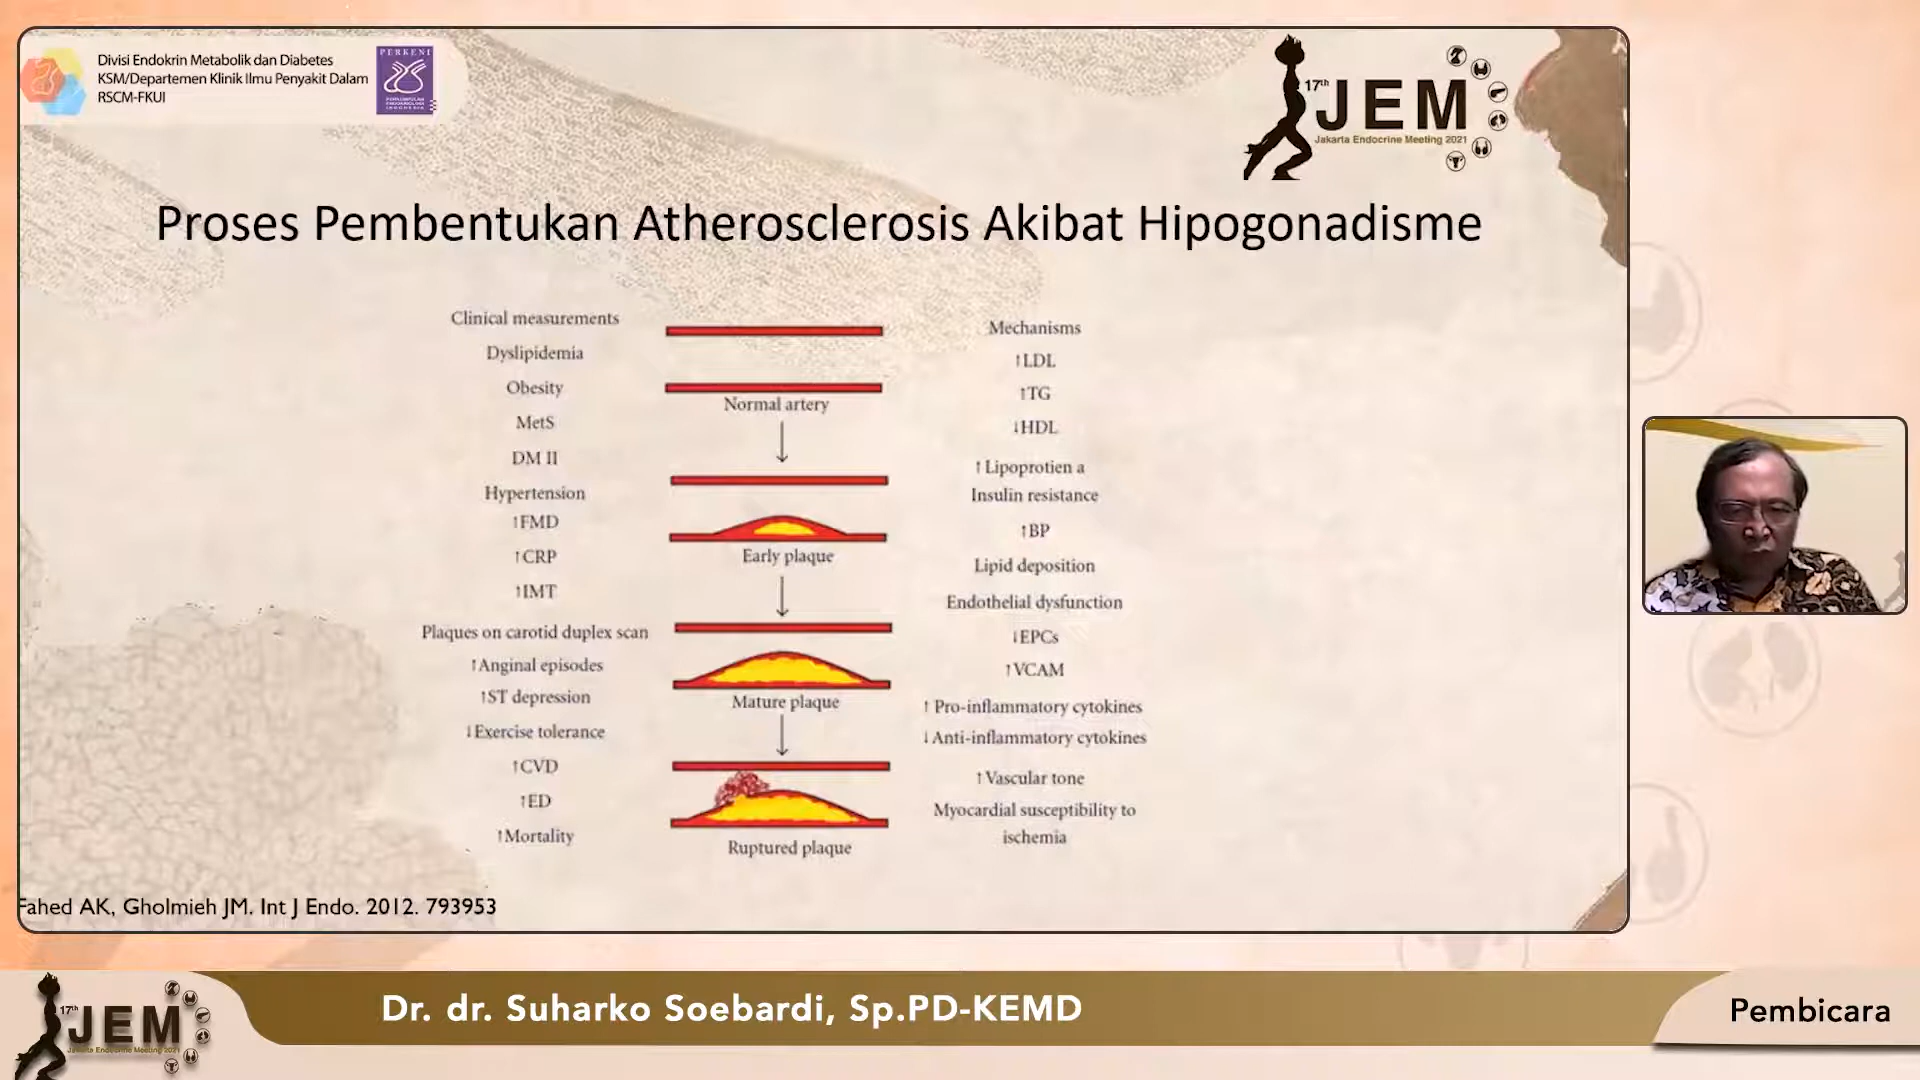 Divisi Endokrin Metabolik dan Diabetes
KSM/Departemen Klinik Ilmu Penyakit Dalam
RSCM-FKUI
PERKENI
17th
JEM
Jakarta Endocrine Meeting 2021
Proses Pembentukan Atherosclerosis Akibat Hipogonadisme
Clinical measurements
Dyslipidemia
Obesity
MetS
DM II
Hypertension
↑FMD
↑CRP
↑IMT
Plaques on carotid duplex scan
↑Anginal episodes
↑ST depression
↓Exercise tolerance
↑CVD
↑ED
↑Mortality
Normal artery
Early plaque
Mature plaque
Ruptured plaque
Mechanisms
↑LDL
↑TG
↓HDL
↑Lipoprotien a
Insulin resistance
↑BP
Lipid deposition
Endothelial dysfunction
↓EPCs
↑VCAM
↑ Pro-inflammatory cytokines
↓Anti-inflammatory cytokines
↑Vascular tone
Myocardial susceptibility to
ischemia
Fahed AK, Gholmieh JM. Int J Endo. 2012. 793953
17th
JEM
Jakarta Endocrine Meeting 2021
Dr. dr. Suharko Soebardi, Sp.PD-KEMD
Pembicara